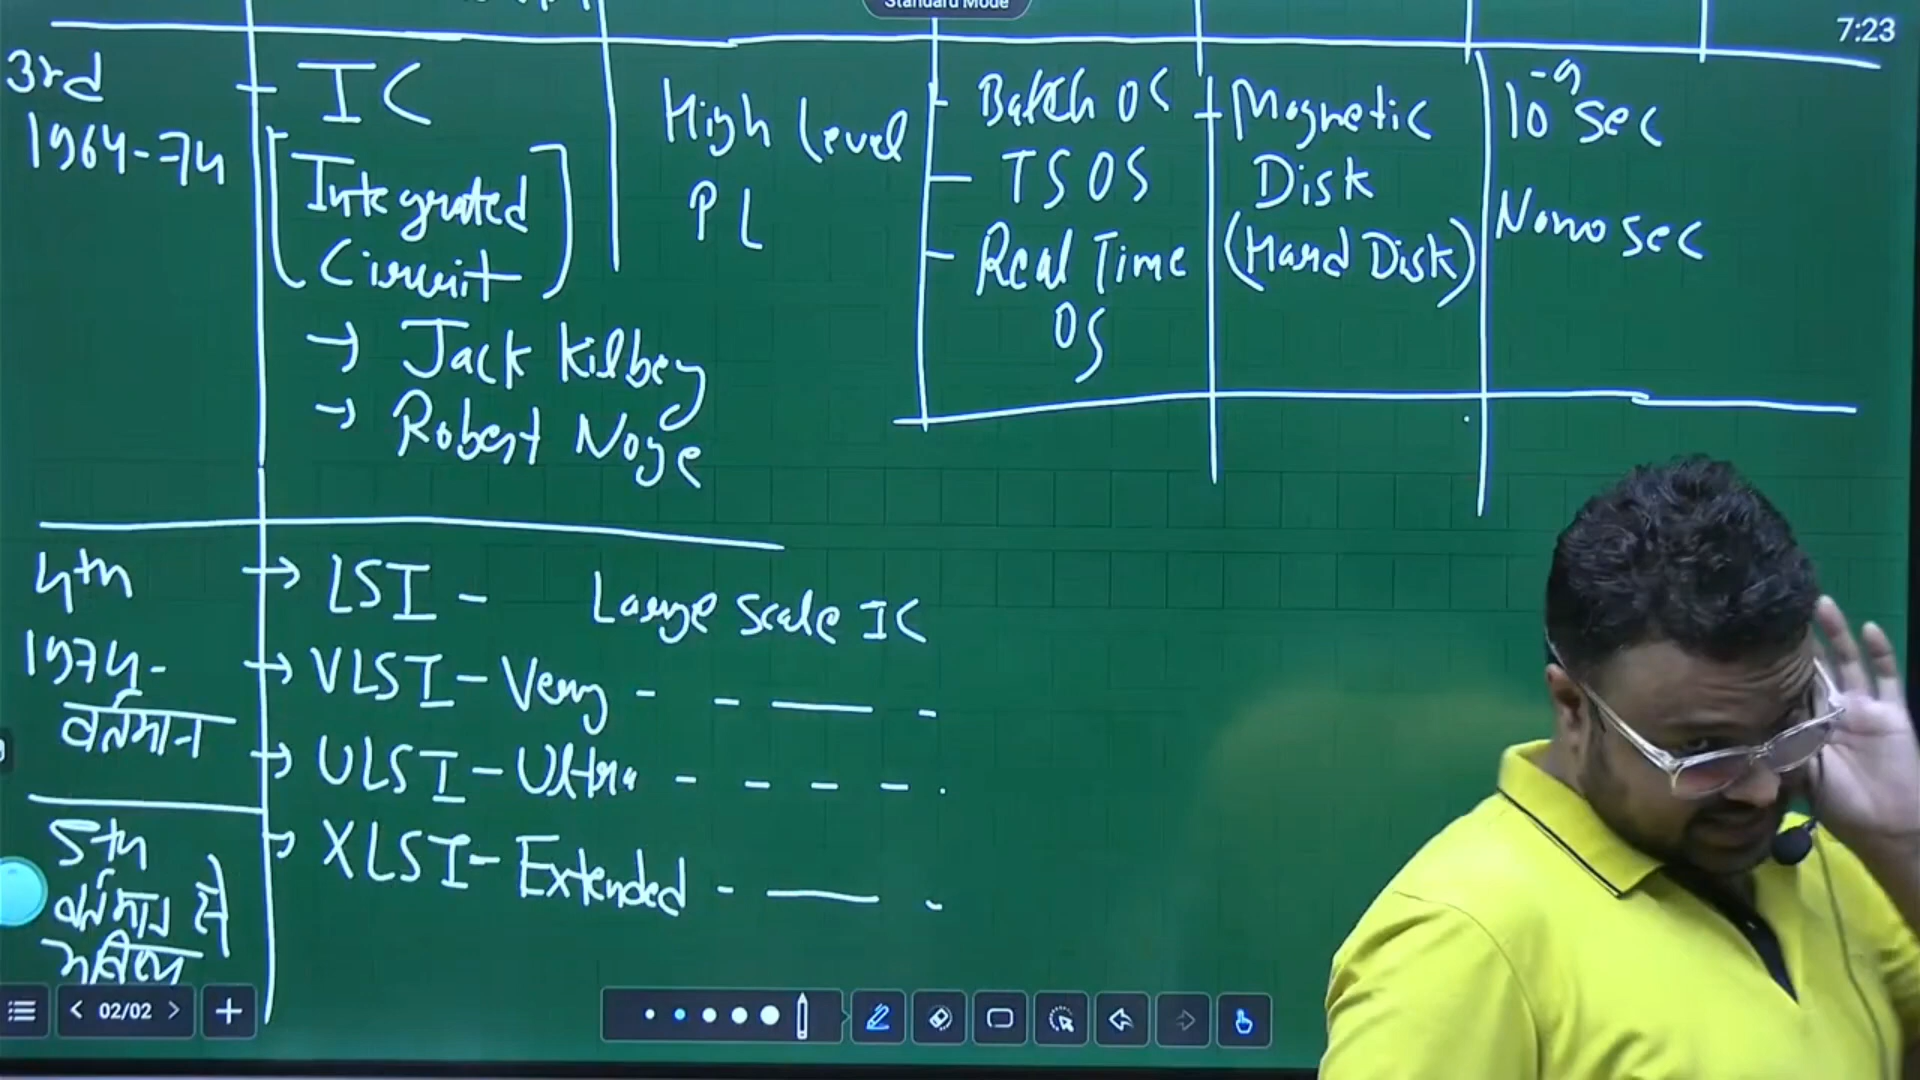 Standard Mode
7:23
3rd
1964-74
IC
[Integrated
Circuit]
→ Jack Kilbey
→ Robert Noye
High Level
PL
Batch OS
TSOS
Real Time
OS
Magnetic
Disk
(Hard Disk)
10⁻⁹ sec
Nano sec
4th
1974-
वर्तमान
→ LSI - Large Scale IC
→ VLSI - Very - - — -
→ ULSI - Ultra - - - - .
→ XLSI - Extended - — -
5th
वर्तमान से
भविष्य
02/02